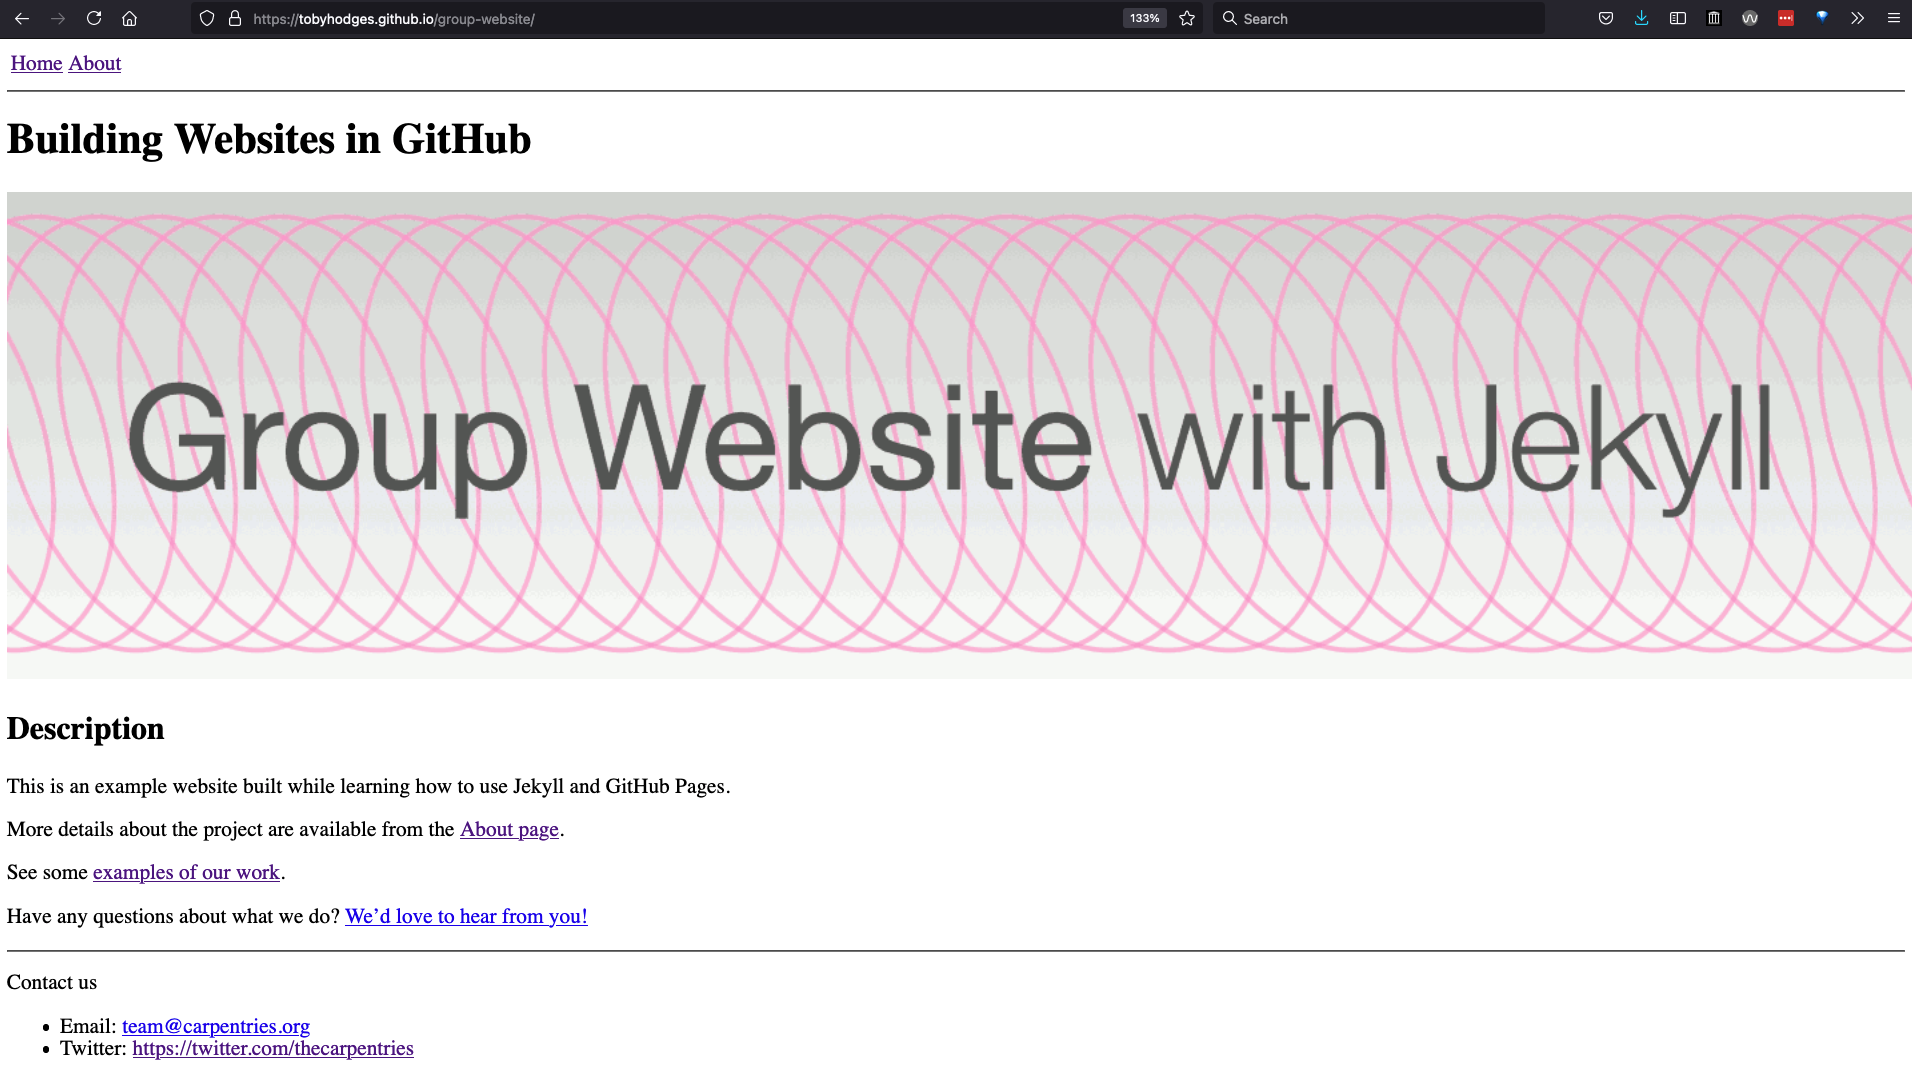 https://tobyhodges.github.io/group-website/
133%
Search
Home About
Building Websites in GitHub
Group Website with Jekyll
Description
This is an example website built while learning how to use Jekyll and GitHub Pages.
More details about the project are available from the About page.
See some examples of our work.
Have any questions about what we do? We’d love to hear from you!
Contact us
Email: team@carpentries.org
Twitter: https://twitter.com/thecarpentries